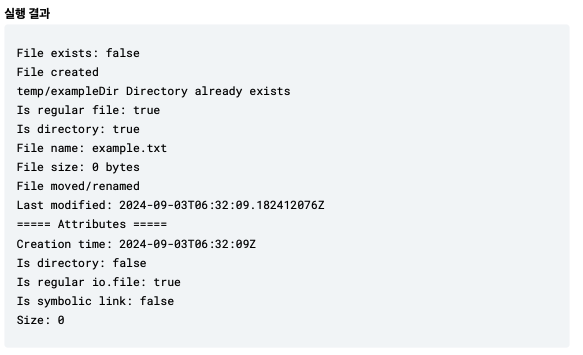 실행 결과
File exists: false
File created
temp/exampleDir Directory already exists
Is regular file: true
Is directory: true
File name: example.txt
File size: 0 bytes
File moved/renamed
Last modified: 2024-09-03T06:32:09.182412076Z
===== Attributes =====
Creation time: 2024-09-03T06:32:09Z
Is directory: false
Is regular io.file: true
Is symbolic link: false
Size: 0